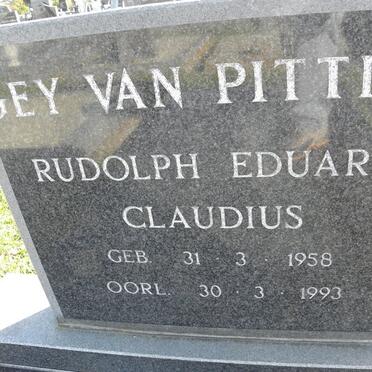 GEY VAN PITTI
RUDOLPH EDUAR
CLAUDIUS
GEB. 31 · 3 · 1958
OORL. 30 · 3 · 1993